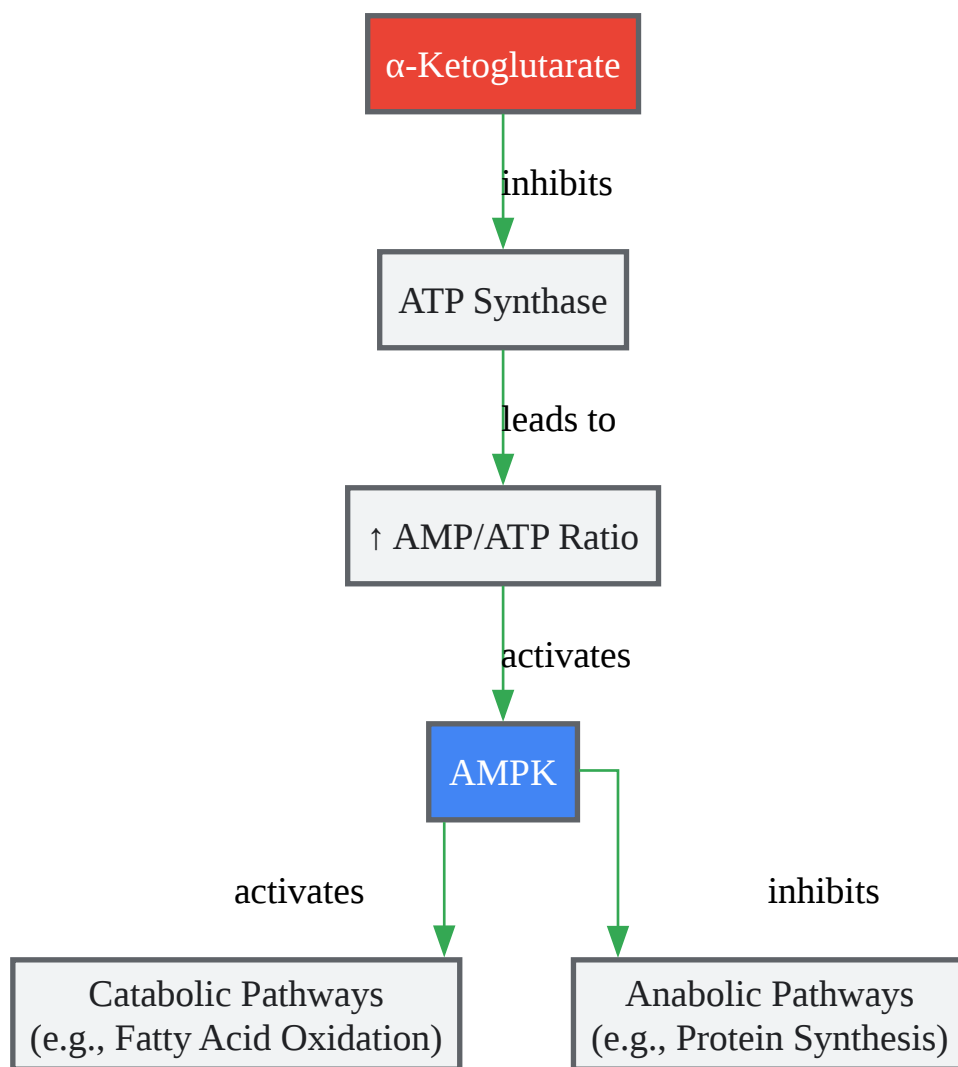 α-Ketoglutarate
inhibits
ATP Synthase
leads to
↑ AMP/ATP Ratio
activates
AMPK
activates
inhibits
Catabolic Pathways
(e.g., Fatty Acid Oxidation)
Anabolic Pathways
(e.g., Protein Synthesis)